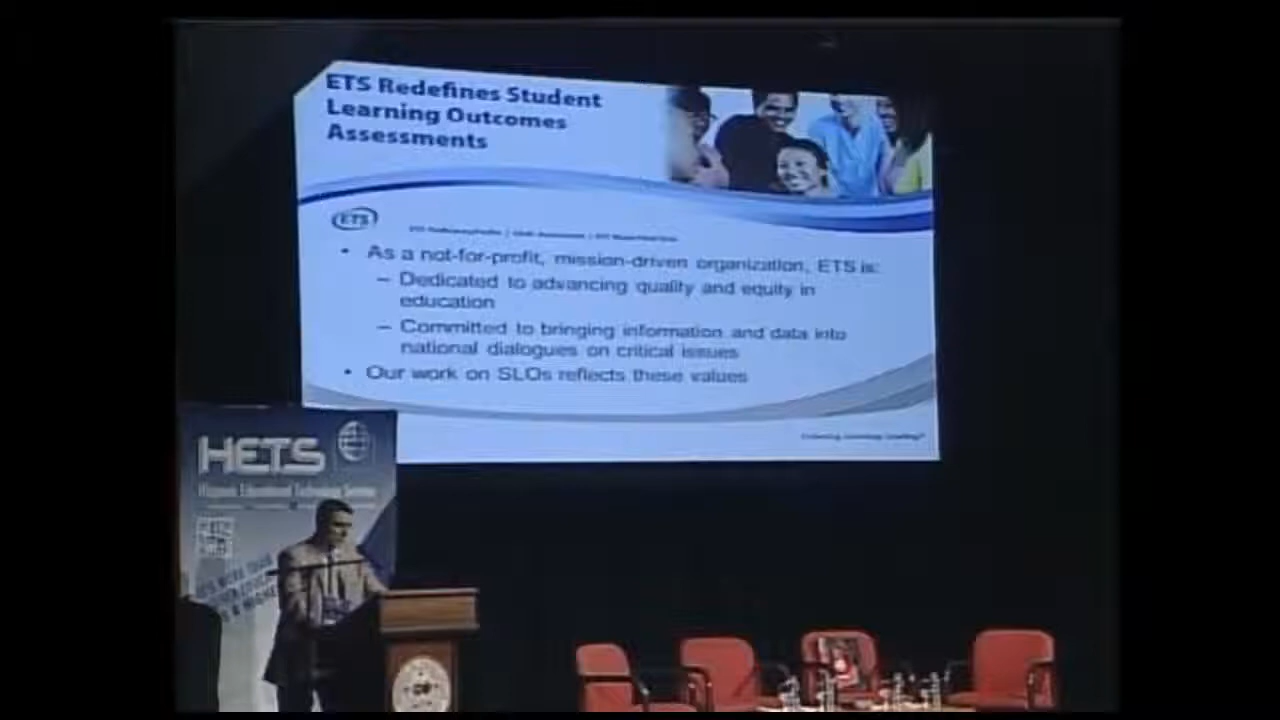 ETS Redefines Student
Learning Outcomes
Assessments
ETS
• As a not-for-profit, mission-driven organization, ETS is:
– Dedicated to advancing quality and equity in
education
– Committed to bringing information and data into
national dialogues on critical issues
• Our work on SLOs reflects these values
HETS